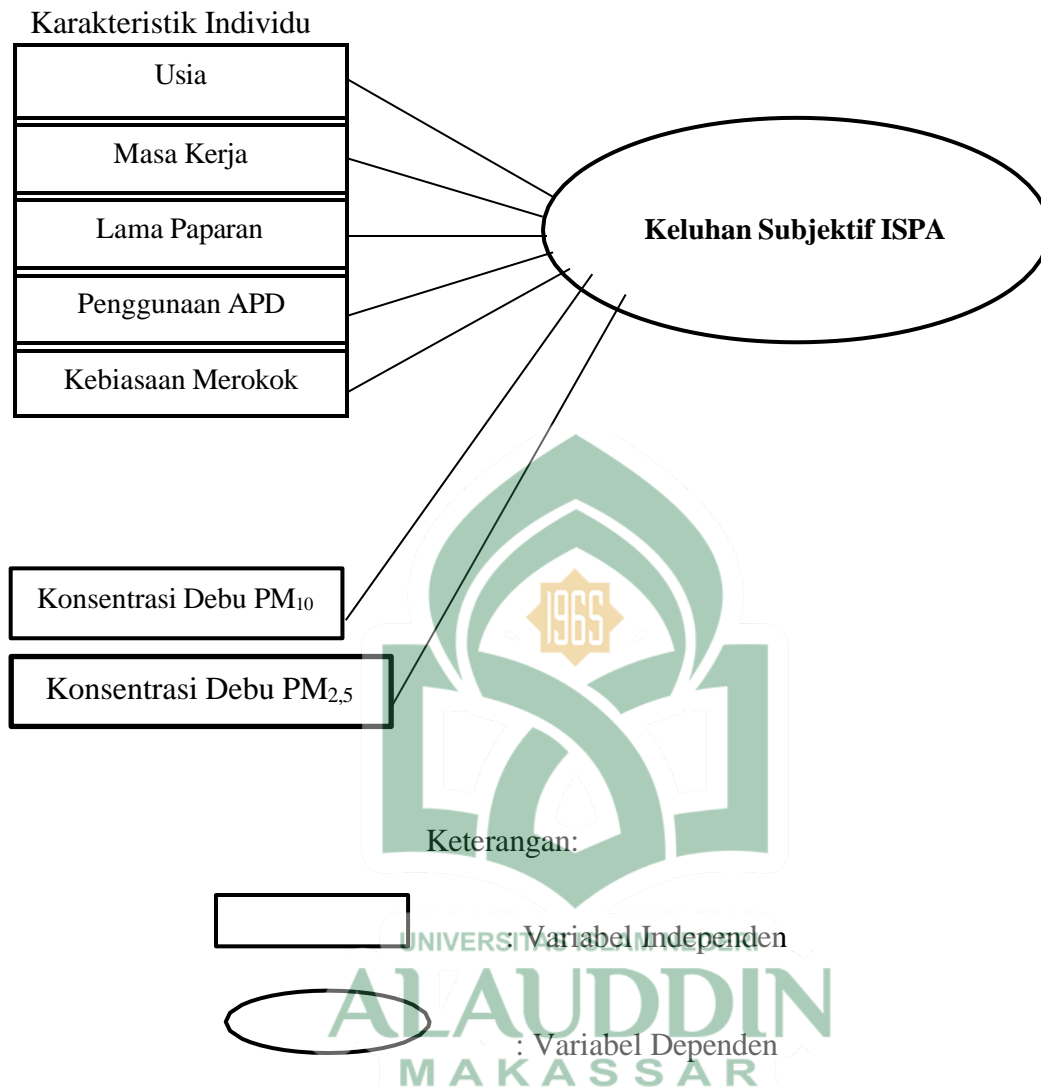 Karakteristik Individu
Usia
Masa Kerja
Lama Paparan
Penggunaan APD
Kebiasaan Merokok
Keluhan Subjektif ISPA
Konsentrasi Debu PM₁₀
Konsentrasi Debu PM₂,₅
1965
Keterangan:
: Variabel Independen
UNIVERSITAS ISLAM NEGERI
ALAUDDIN
: Variabel Dependen
MAKASSAR